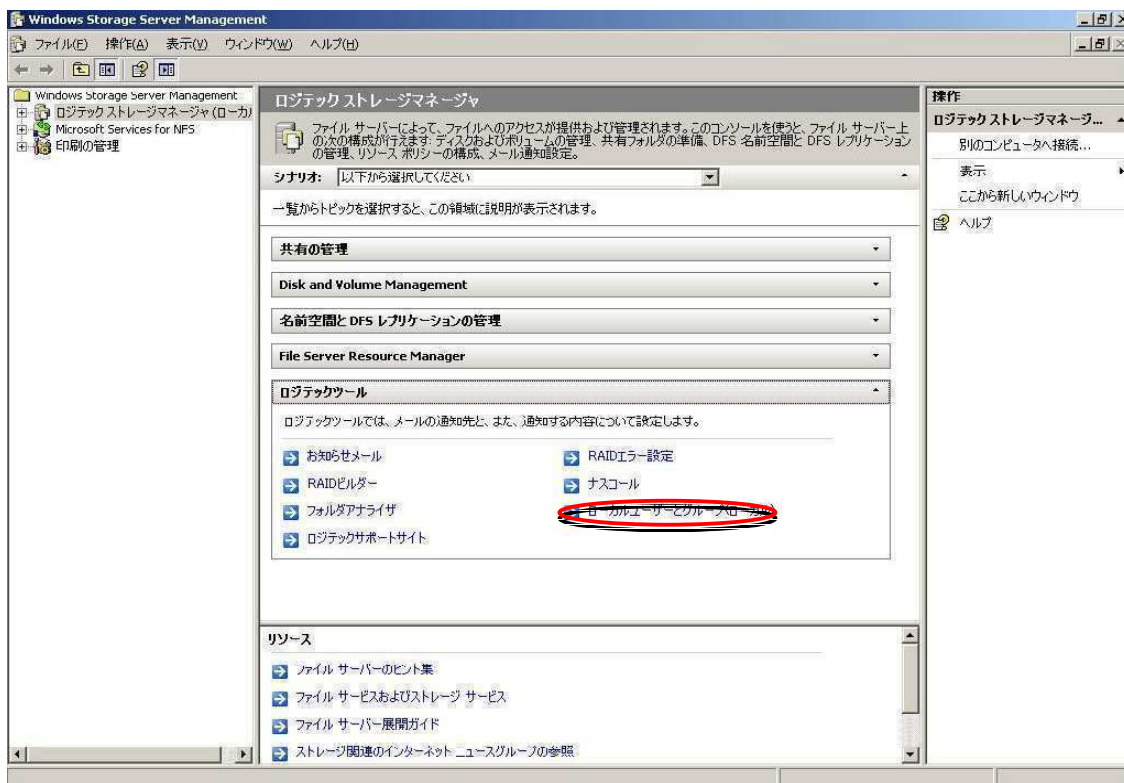 Windows Storage Server Management
ファイル(F) 操作(A) 表示(V) ウィンドウ(W) ヘルプ(H)
Windows Storage Server Management
ロジテック ストレージマネージャ (ローカル
Microsoft Services for NFS
印刷の管理
ロジテック ストレージマネージャ
ファイル サーバーによって、ファイルへのアクセスが提供および管理されます。このコンソールを使うと、ファイル サーバー上
の次の構成が行えます: ディスクおよびボリュームの管理、共有フォルダの準備、DFS 名前空間と DFS レプリケーション
の管理、リソース ポリシーの構成、メール通知設定。
シナリオ: 以下から選択してください
一覧からトピックを選択すると、この領域に説明が表示されます。
共有の管理
Disk and Volume Management
名前空間と DFS レプリケーションの管理
File Server Resource Manager
ロジテックツール
ロジテックツールでは、メールの通知先と、また、通知する内容について設定します。
お知らせメール
RAIDエラー設定
RAIDビルダー
ナスコール
フォルダアナライザ
ローカルユーザーとグループ(ローカル)
ロジテックサポートサイト
リソース
ファイル サーバーのヒント集
ファイル サービスおよびストレージ サービス
ファイル サーバー展開ガイド
ストレージ関連のインターネット ニュースグループの参照
操作
ロジテック ストレージマネージ...
別のコンピュータへ接続...
表示
ここから新しいウィンドウ
ヘルプ